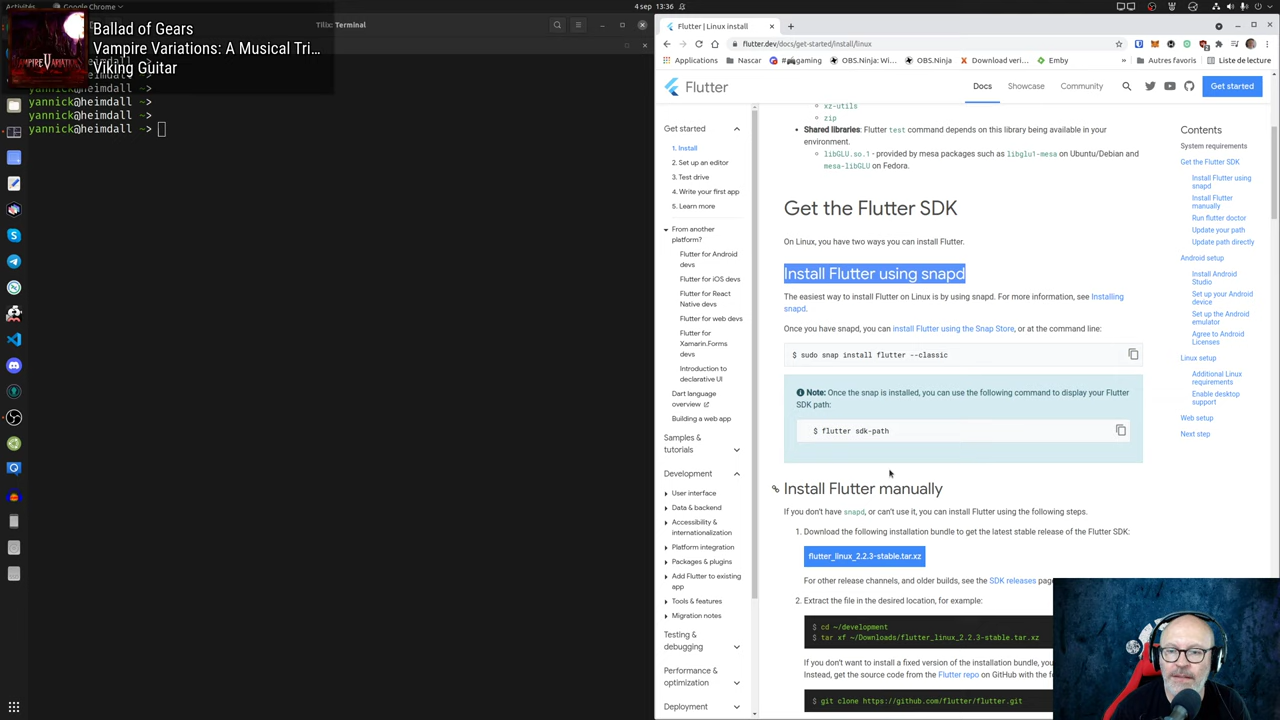 4 sep 13:36
Google Chrome
Tilix: Terminal
Ballad of Gears
Vampire Variations: A Musical Tri…
Viking Guitar
yannick@heimdall ~>
yannick@heimdall ~>
yannick@heimdall ~>
yannick@heimdall ~>
Flutter | Linux install
flutter.dev/docs/get-started/install/linux
Applications
Nascar
#🎮gaming
OBS.Ninja: Wi…
OBS.Ninja
Download verifi…
Emby
»
Autres favoris
Liste de lecture
Flutter
Docs
Showcase
Community
Get started
Get started
1. Install
2. Set up an editor
3. Test drive
4. Write your first app
5. Learn more
From another
platform?
Flutter for Android
devs
Flutter for iOS devs
Flutter for React
Native devs
Flutter for web devs
Flutter for
Xamarin.Forms
devs
Introduction to
declarative UI
Dart language
overview
Building a web app
Samples &
tutorials
Development
User interface
Data & backend
Accessibility &
internationalization
Platform integration
Packages & plugins
Add Flutter to existing
app
Tools & features
Migration notes
Testing &
debugging
Performance &
optimization
Deployment
xz-utils
zip
Shared libraries: Flutter test command depends on this library being available in your
environment.
libGLU.so.1 - provided by mesa packages such as libglu1-mesa on Ubuntu/Debian and
mesa-libGLU on Fedora.
Get the Flutter SDK
On Linux, you have two ways you can install Flutter.
Install Flutter using snapd
The easiest way to install Flutter on Linux is by using snapd. For more information, see Installing
snapd.
Once you have snapd, you can install Flutter using the Snap Store, or at the command line:
$ sudo snap install flutter --classic
Note: Once the snap is installed, you can use the following command to display your Flutter
SDK path:
$ flutter sdk-path
Install Flutter manually
If you don't have snapd, or can't use it, you can install Flutter using the following steps.
1. Download the following installation bundle to get the latest stable release of the Flutter SDK:
flutter_linux_2.2.3-stable.tar.xz
For other release channels, and older builds, see the SDK releases
2. Extract the file in the desired location, for example:
$ cd ~/development
$ tar xf ~/Downloads/flutter_linux_2.2.3-stable.tar.xz
If you don't want to install a fixed version of the installation bundle,
Instead, get the source code from the Flutter repo on GitHub with the
$ git clone https://github.com/flutter/flutter.git
Contents
System requirements
Get the Flutter SDK
Install Flutter using
snapd
Install Flutter
manually
Run flutter doctor
Update your path
Update path directly
Android setup
Install Android
Studio
Set up your Android
device
Set up the Android
emulator
Agree to Android
Licenses
Linux setup
Additional Linux
requirements
Enable desktop
support
Web setup
Next step